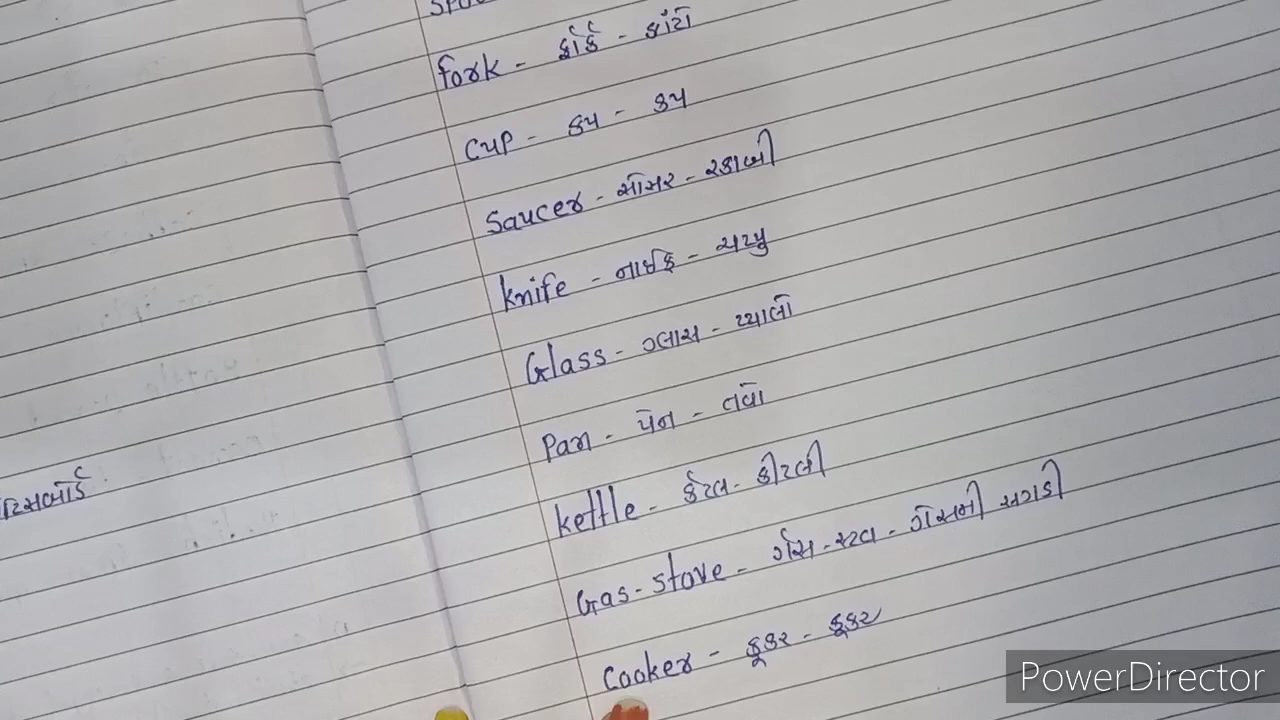 fork - ફોર્ક - કાંટો
cup - કપ - કપ
Saucer - સોસર - રકાબી
knife - નાઈફ - ચપ્પુ
Glass - ગ્લાસ - પ્યાલો
Pan - પેન - તવો
kettle - કેટલ - કીટલી
Gas-stove - ગેસ-સ્ટવ - ગેસની સગડી
Cooker - કૂકર - કૂકર
PowerDirector